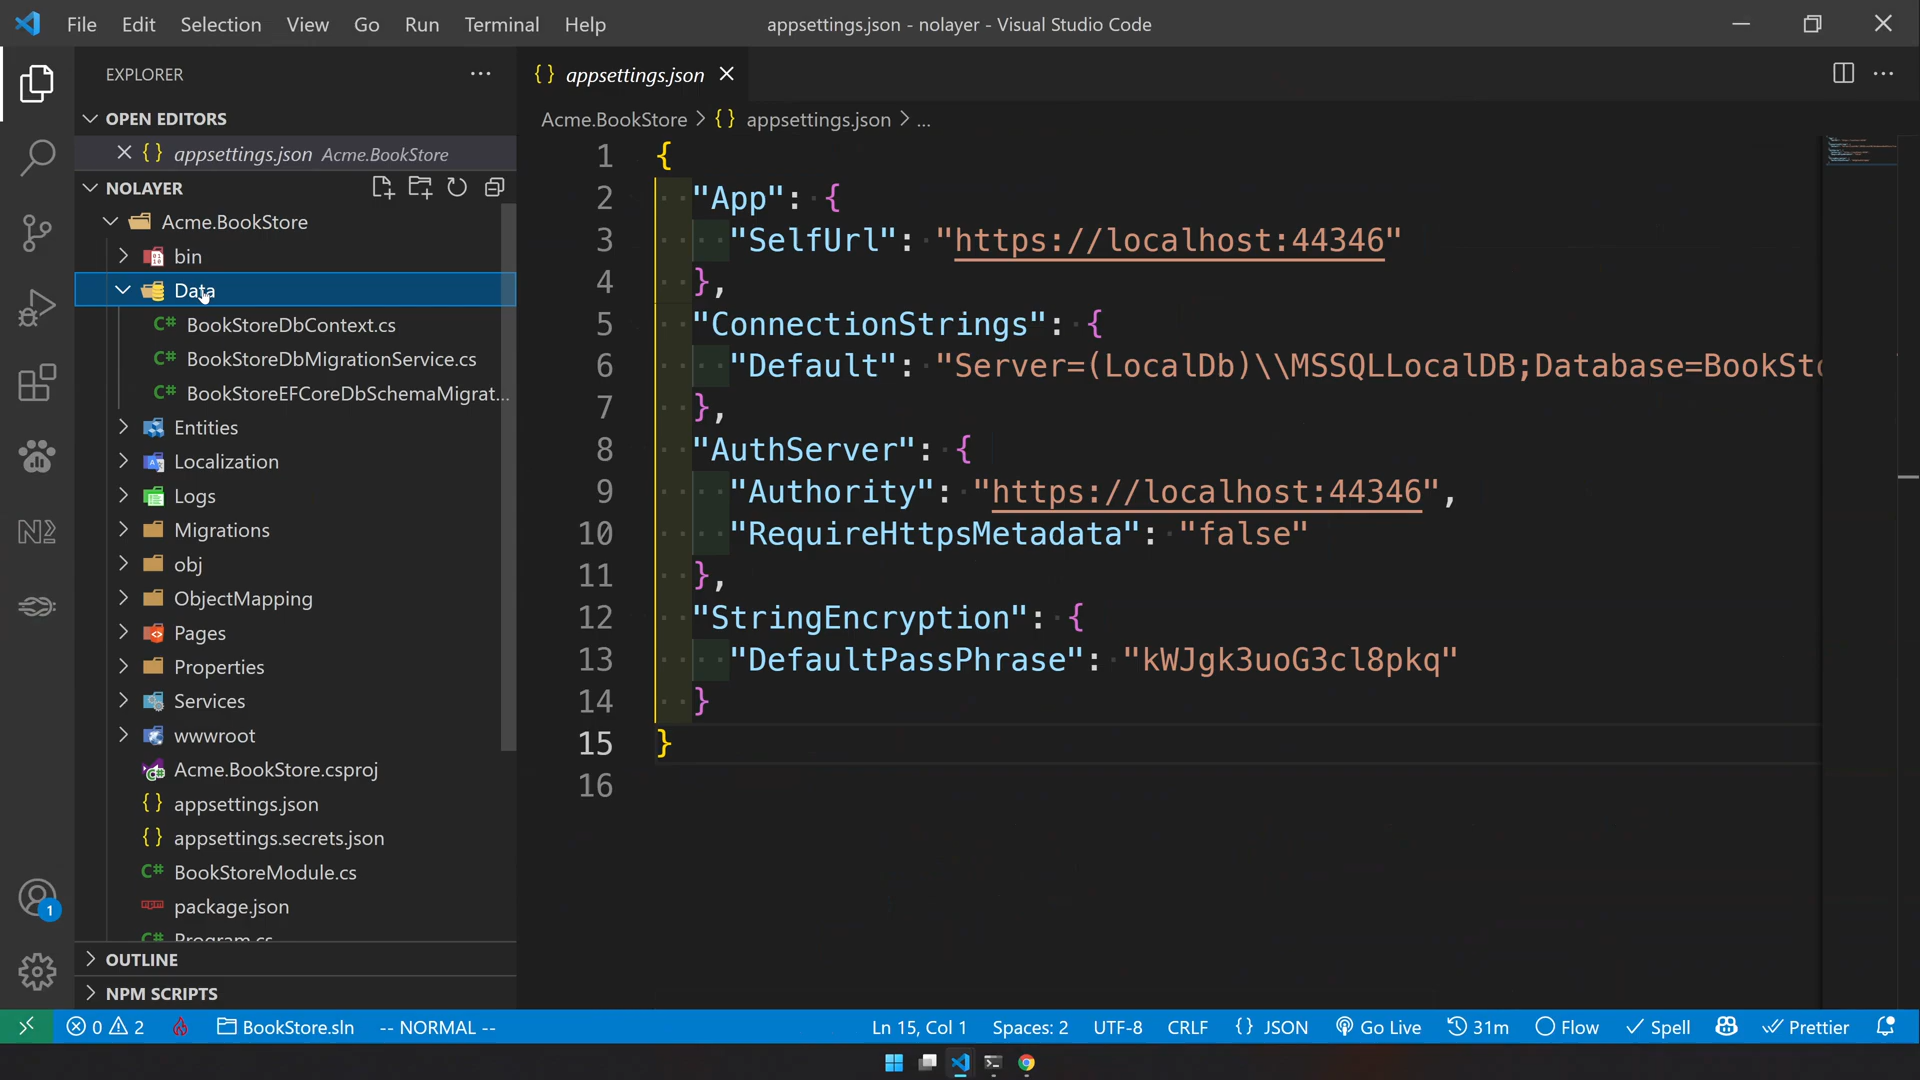 File Edit Selection View Go Run Terminal Help
appsettings.json - nolayer - Visual Studio Code
EXPLORER
OPEN EDITORS
{ } appsettings.json Acme.BookStore
NOLAYER
Acme.BookStore
bin
Data
C# BookStoreDbContext.cs
C# BookStoreDbMigrationService.cs
C# BookStoreEFCoreDbSchemaMigrat...
Entities
Localization
Logs
Migrations
obj
ObjectMapping
Pages
Properties
Services
wwwroot
Acme.BookStore.csproj
{ } appsettings.json
{ } appsettings.secrets.json
C# BookStoreModule.cs
package.json
C# Program.cs
OUTLINE
NPM SCRIPTS
1
{ } appsettings.json
Acme.BookStore > { } appsettings.json > ...
1 {
2 "App": {
3 "SelfUrl": "https://localhost:44346"
4 },
5 "ConnectionStrings": {
6 "Default": "Server=(LocalDb)\\MSSQLLocalDB;Database=BookSto
7 },
8 "AuthServer": {
9 "Authority": "https://localhost:44346",
10 "RequireHttpsMetadata": "false"
11 },
12 "StringEncryption": {
13 "DefaultPassPhrase": "kWJgk3uoG3cl8pkq"
14 }
15 }
16
0 2 BookStore.sln -- NORMAL -- Ln 15, Col 1 Spaces: 2 UTF-8 CRLF { } JSON Go Live 31m Flow Spell Prettier